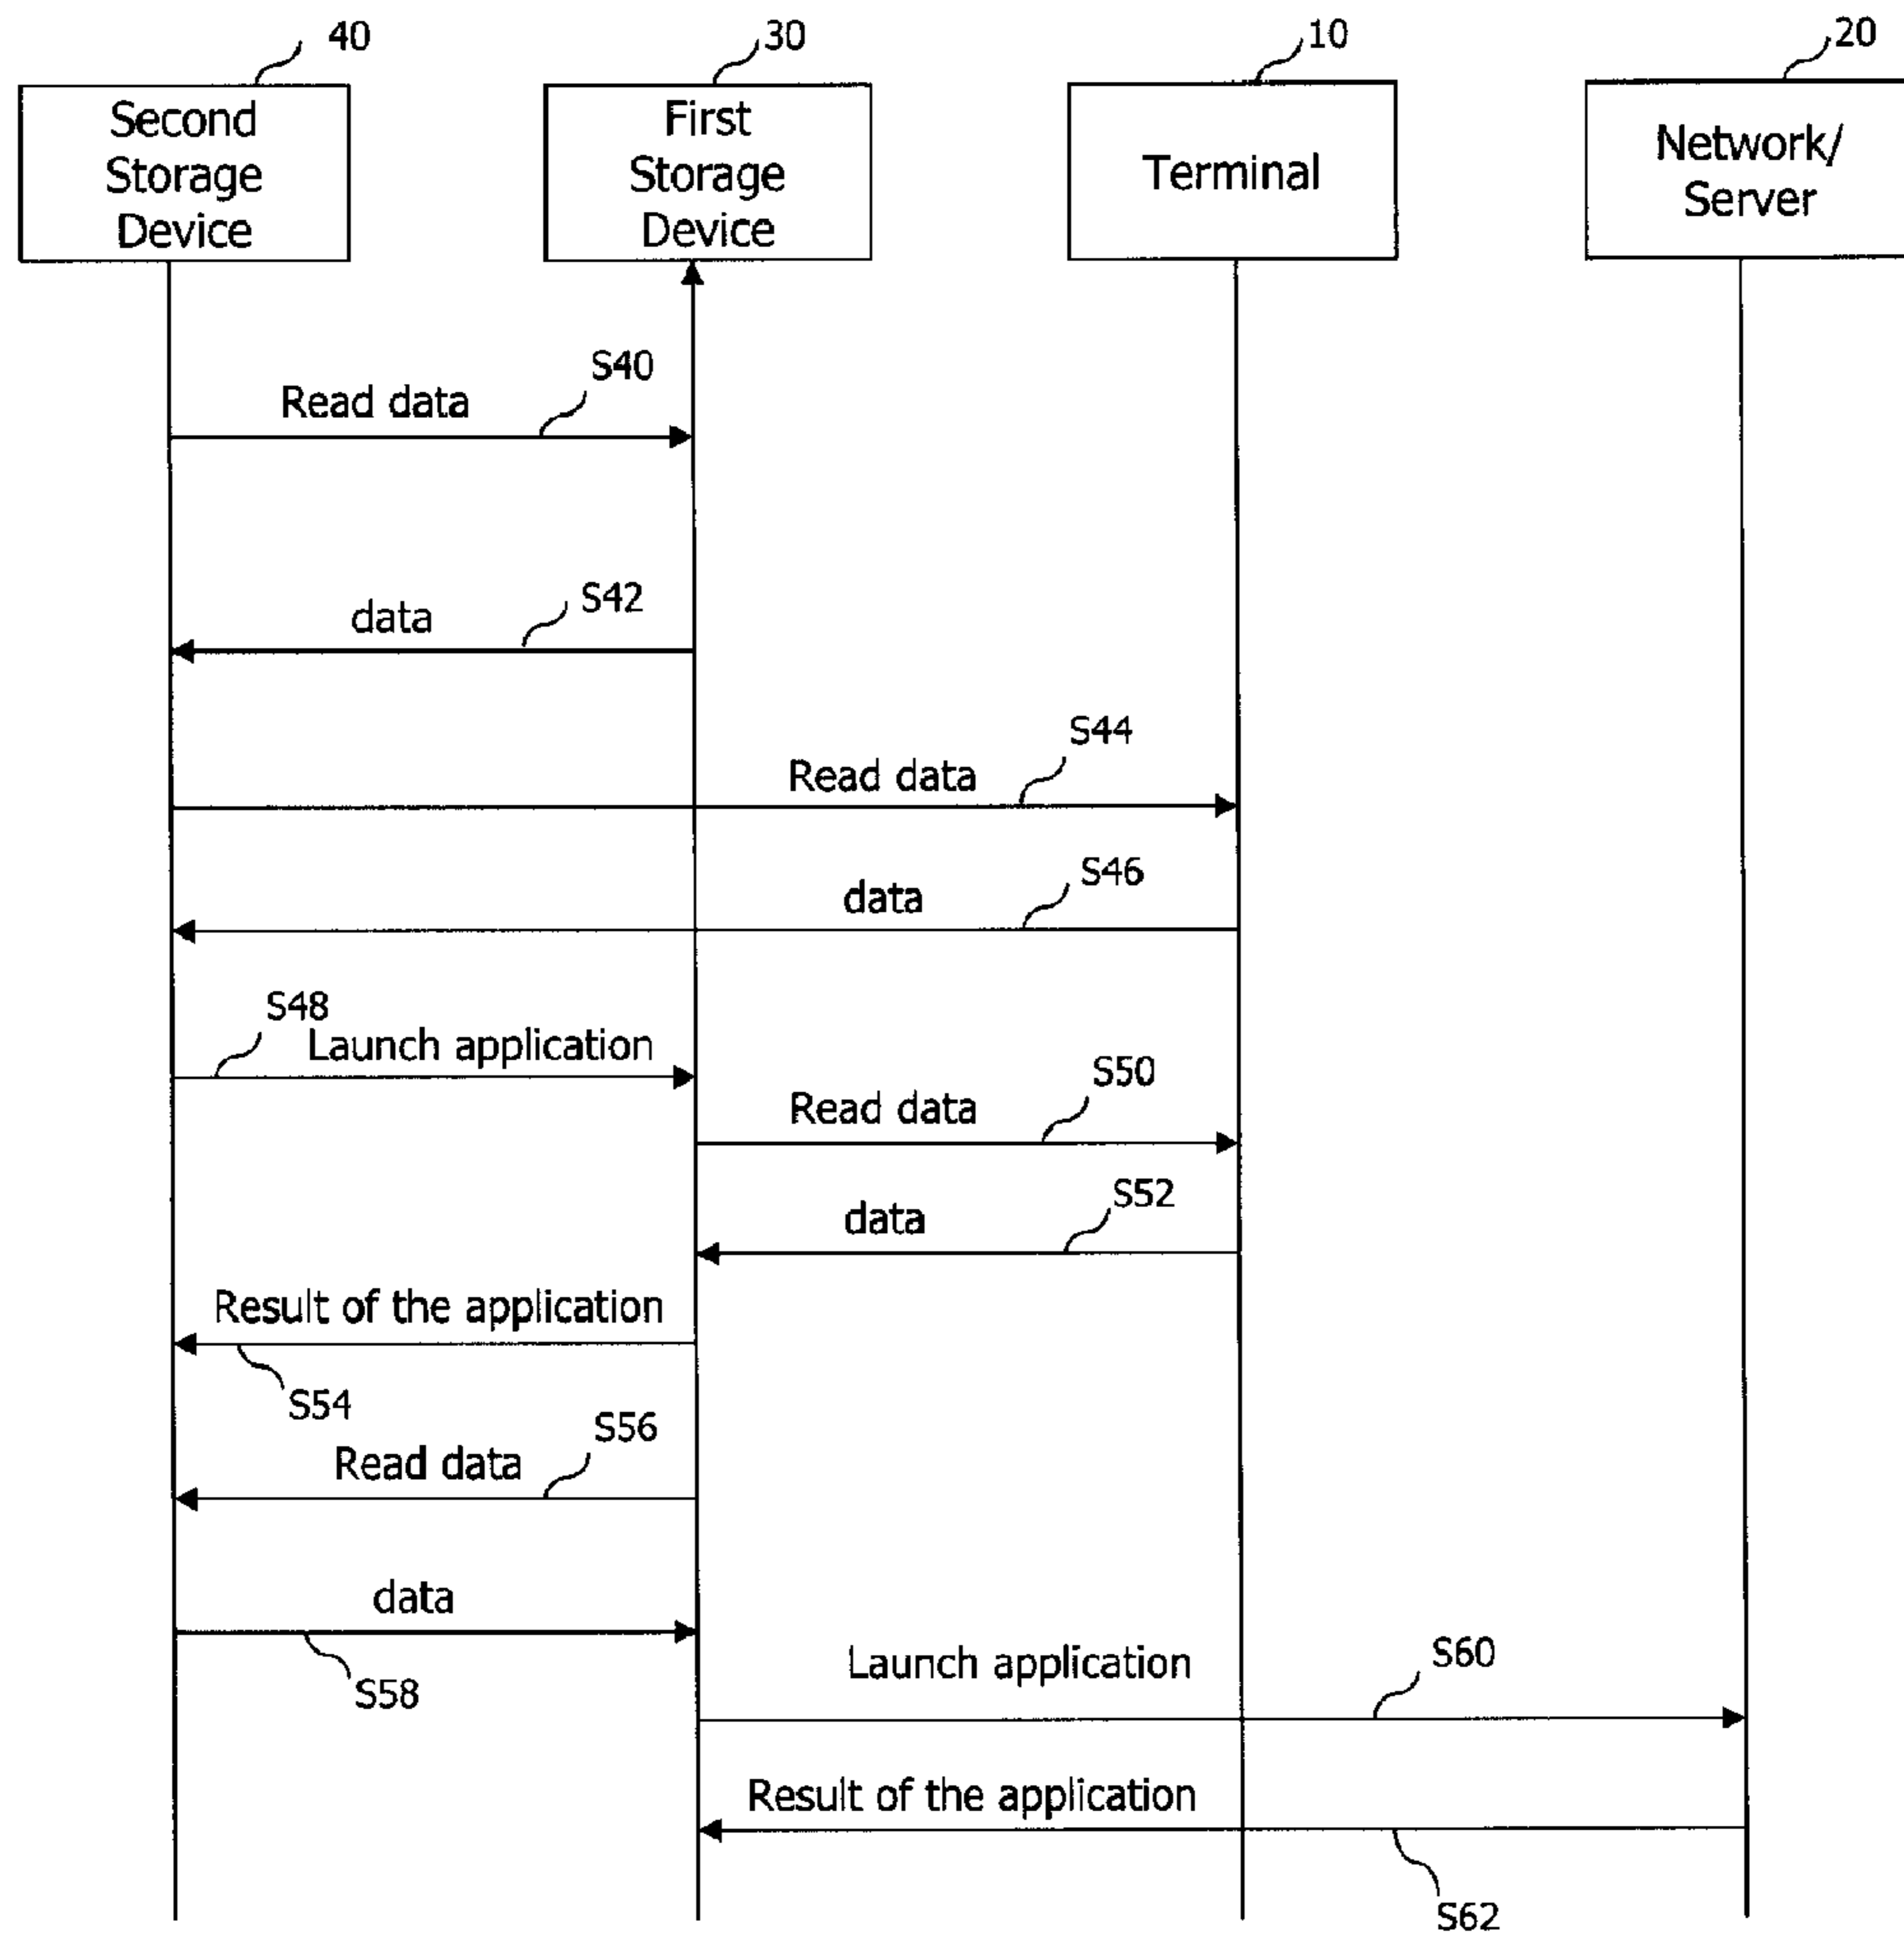 40
30
10
20
Second
Storage
Device
First
Storage
Device
Terminal
Network/
Server
S40
Read data
S42
data
S44
Read data
S46
data
S48
Launch application
S50
Read data
S52
data
Result of the application
S54
S56
Read data
data
S58
Launch application
S60
Result of the application
S62